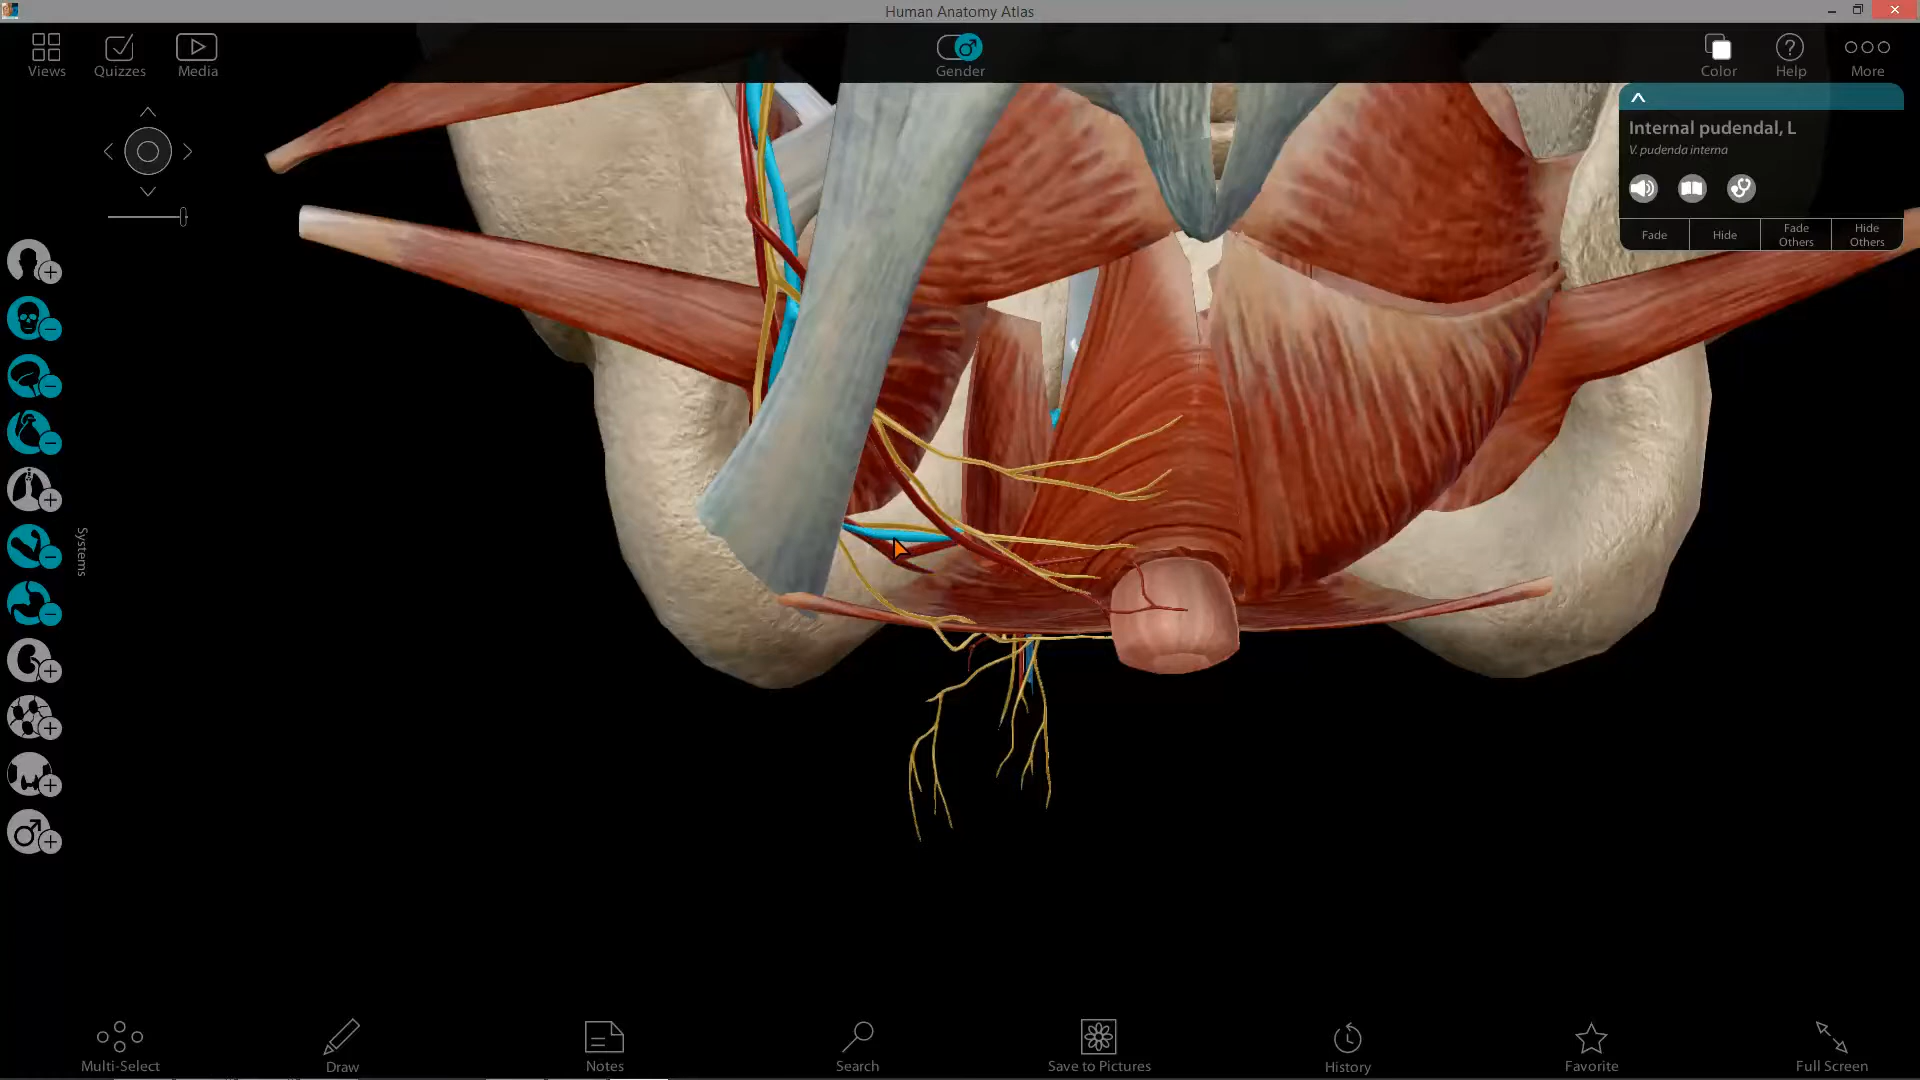 Human Anatomy Atlas
Views
Quizzes
Media
Gender
Color
Help
More
Internal pudendal, L
V. pudenda interna
Fade
Hide
Fade
Others
Hide
Others
Systems
Multi-Select
Draw
Notes
Search
Save to Pictures
History
Favorite
Full Screen